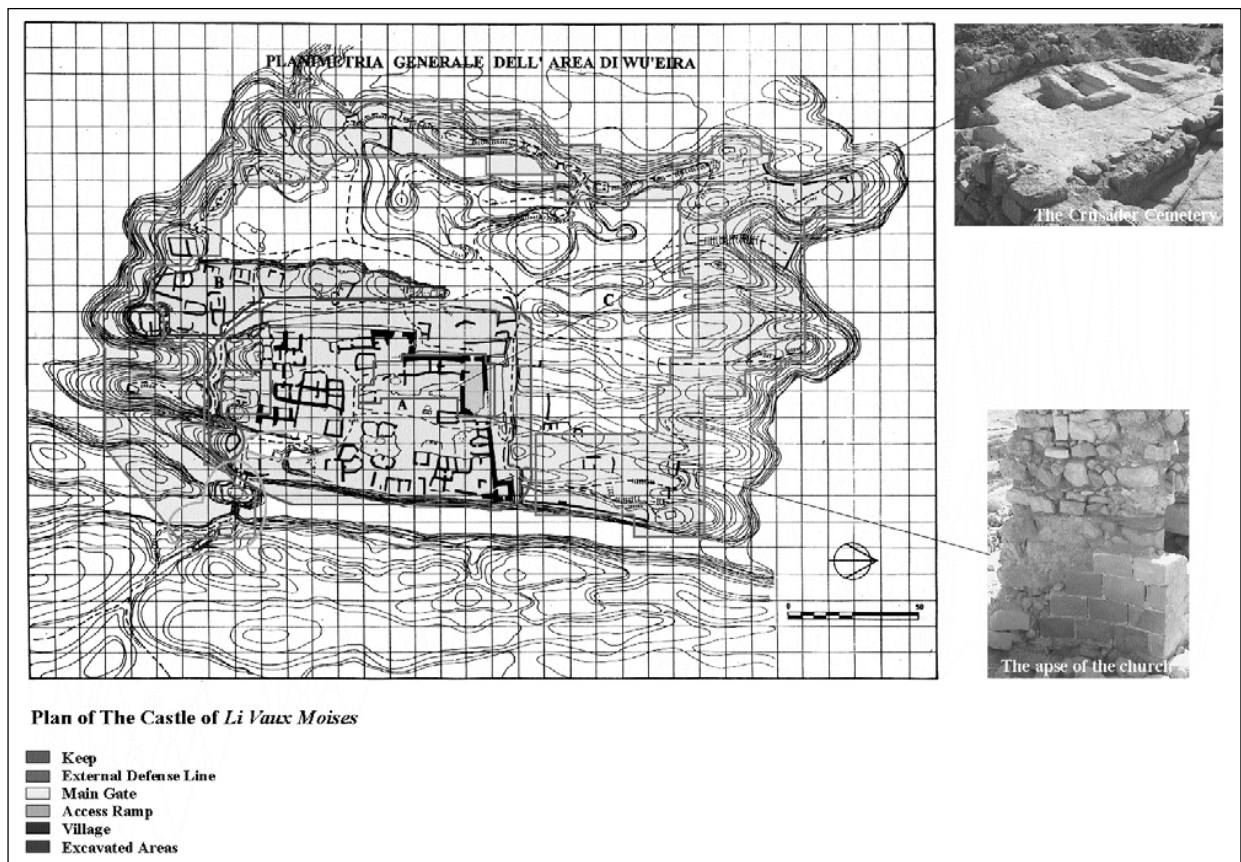 PLANIMETRIA GENERALE DELL' AREA DI WU'EIRA
The Crusader Cemetery
B
C
A
0 50
The apse of the church
Plan of The Castle of Li Vaux Moises
Keep
External Defense Line
Main Gate
Access Ramp
Village
Excavated Areas